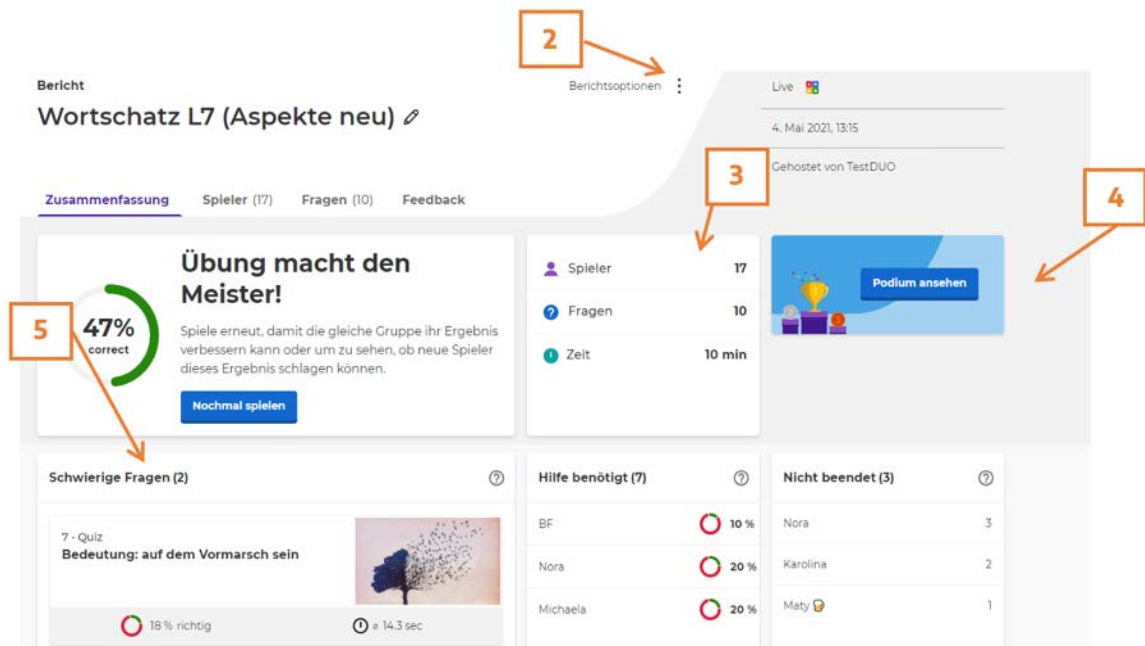 2
Bericht
Berichtsoptionen
Live
Wortschatz L7 (Aspekte neu)
4. Mai 2021, 13:15
3
Gehostet von TestDUO
4
Zusammenfassung Spieler (17) Fragen (10) Feedback
Übung macht den
Meister!
47%
correct
Spiele erneut, damit die gleiche Gruppe ihr Ergebnis
verbessern kann oder um zu sehen, ob neue Spieler
dieses Ergebnis schlagen können.
Nochmal spielen
5
Spieler 17
Fragen 10
Zeit 10 min
Podium ansehen
Schwierige Fragen (2)
7 - Quiz
Bedeutung: auf dem Vormarsch sein
18 % richtig
ø 14.3 sec
Hilfe benötigt (7)
BF 10 %
Nora 20 %
Michaela 20 %
Nicht beendet (3)
Nora 3
Karolina 2
Maty🍺 1